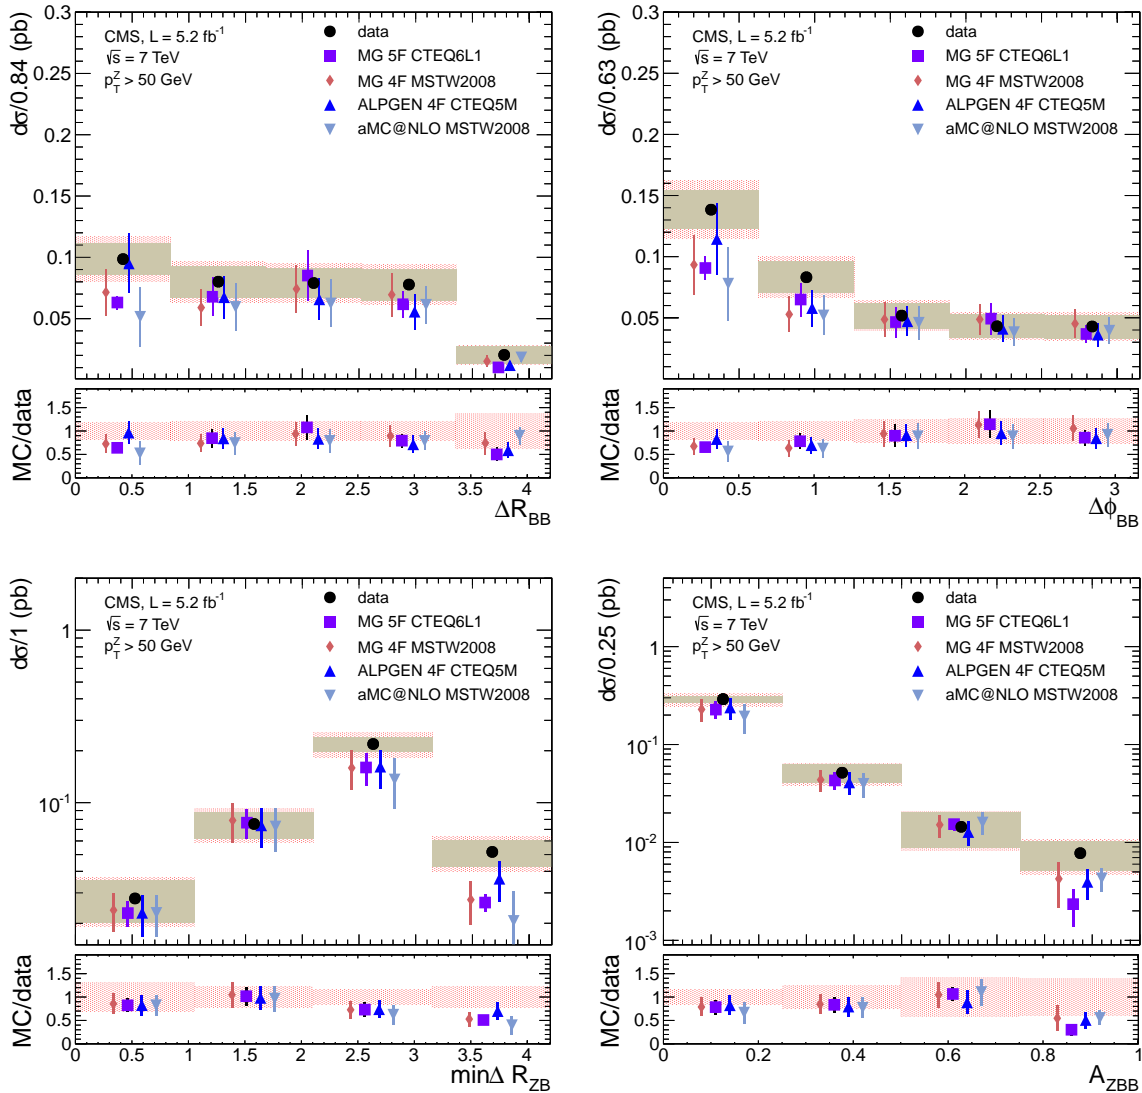 dσ/0.84 (pb)
CMS, L = 5.2 fb⁻¹
√s = 7 TeV
p_T^Z > 50 GeV
data
MG 5F CTEQ6L1
MG 4F MSTW2008
ALPGEN 4F CTEQ5M
aMC@NLO MSTW2008
0.3
0.25
0.2
0.15
0.1
0.05
MC/data
1.5
1
0.5
0
0 0.5 1 1.5 2 2.5 3 3.5 4
ΔR_BB
dσ/0.63 (pb)
CMS, L = 5.2 fb⁻¹
√s = 7 TeV
p_T^Z > 50 GeV
data
MG 5F CTEQ6L1
MG 4F MSTW2008
ALPGEN 4F CTEQ5M
aMC@NLO MSTW2008
0.3
0.25
0.2
0.15
0.1
0.05
MC/data
1.5
1
0.5
0
0 0.5 1 1.5 2 2.5 3
Δϕ_BB
dσ/1 (pb)
CMS, L = 5.2 fb⁻¹
√s = 7 TeV
p_T^Z > 50 GeV
data
MG 5F CTEQ6L1
MG 4F MSTW2008
ALPGEN 4F CTEQ5M
aMC@NLO MSTW2008
1
10⁻¹
MC/data
1.5
1
0.5
0
0 0.5 1 1.5 2 2.5 3 3.5 4
minΔ R_ZB
dσ/0.25 (pb)
CMS, L = 5.2 fb⁻¹
√s = 7 TeV
p_T^Z > 50 GeV
data
MG 5F CTEQ6L1
MG 4F MSTW2008
ALPGEN 4F CTEQ5M
aMC@NLO MSTW2008
1
10⁻¹
10⁻²
10⁻³
MC/data
1.5
1
0.5
0
0 0.2 0.4 0.6 0.8 1
A_ZBB